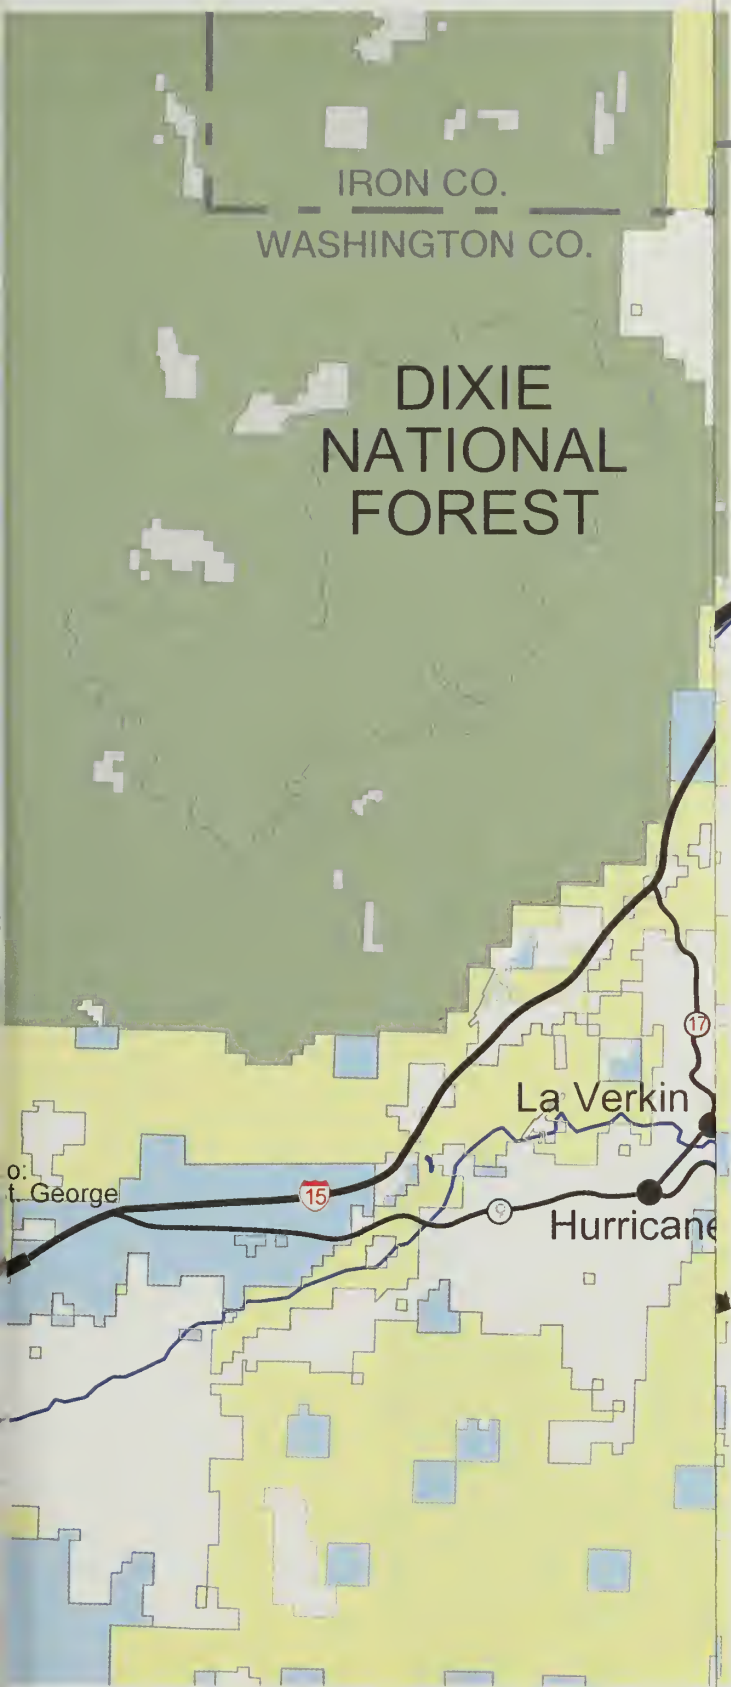 IRON CO.
WASHINGTON CO.
DIXIE
NATIONAL
FOREST
17
La Verkin
o:
t. George
15
9
Hurricane